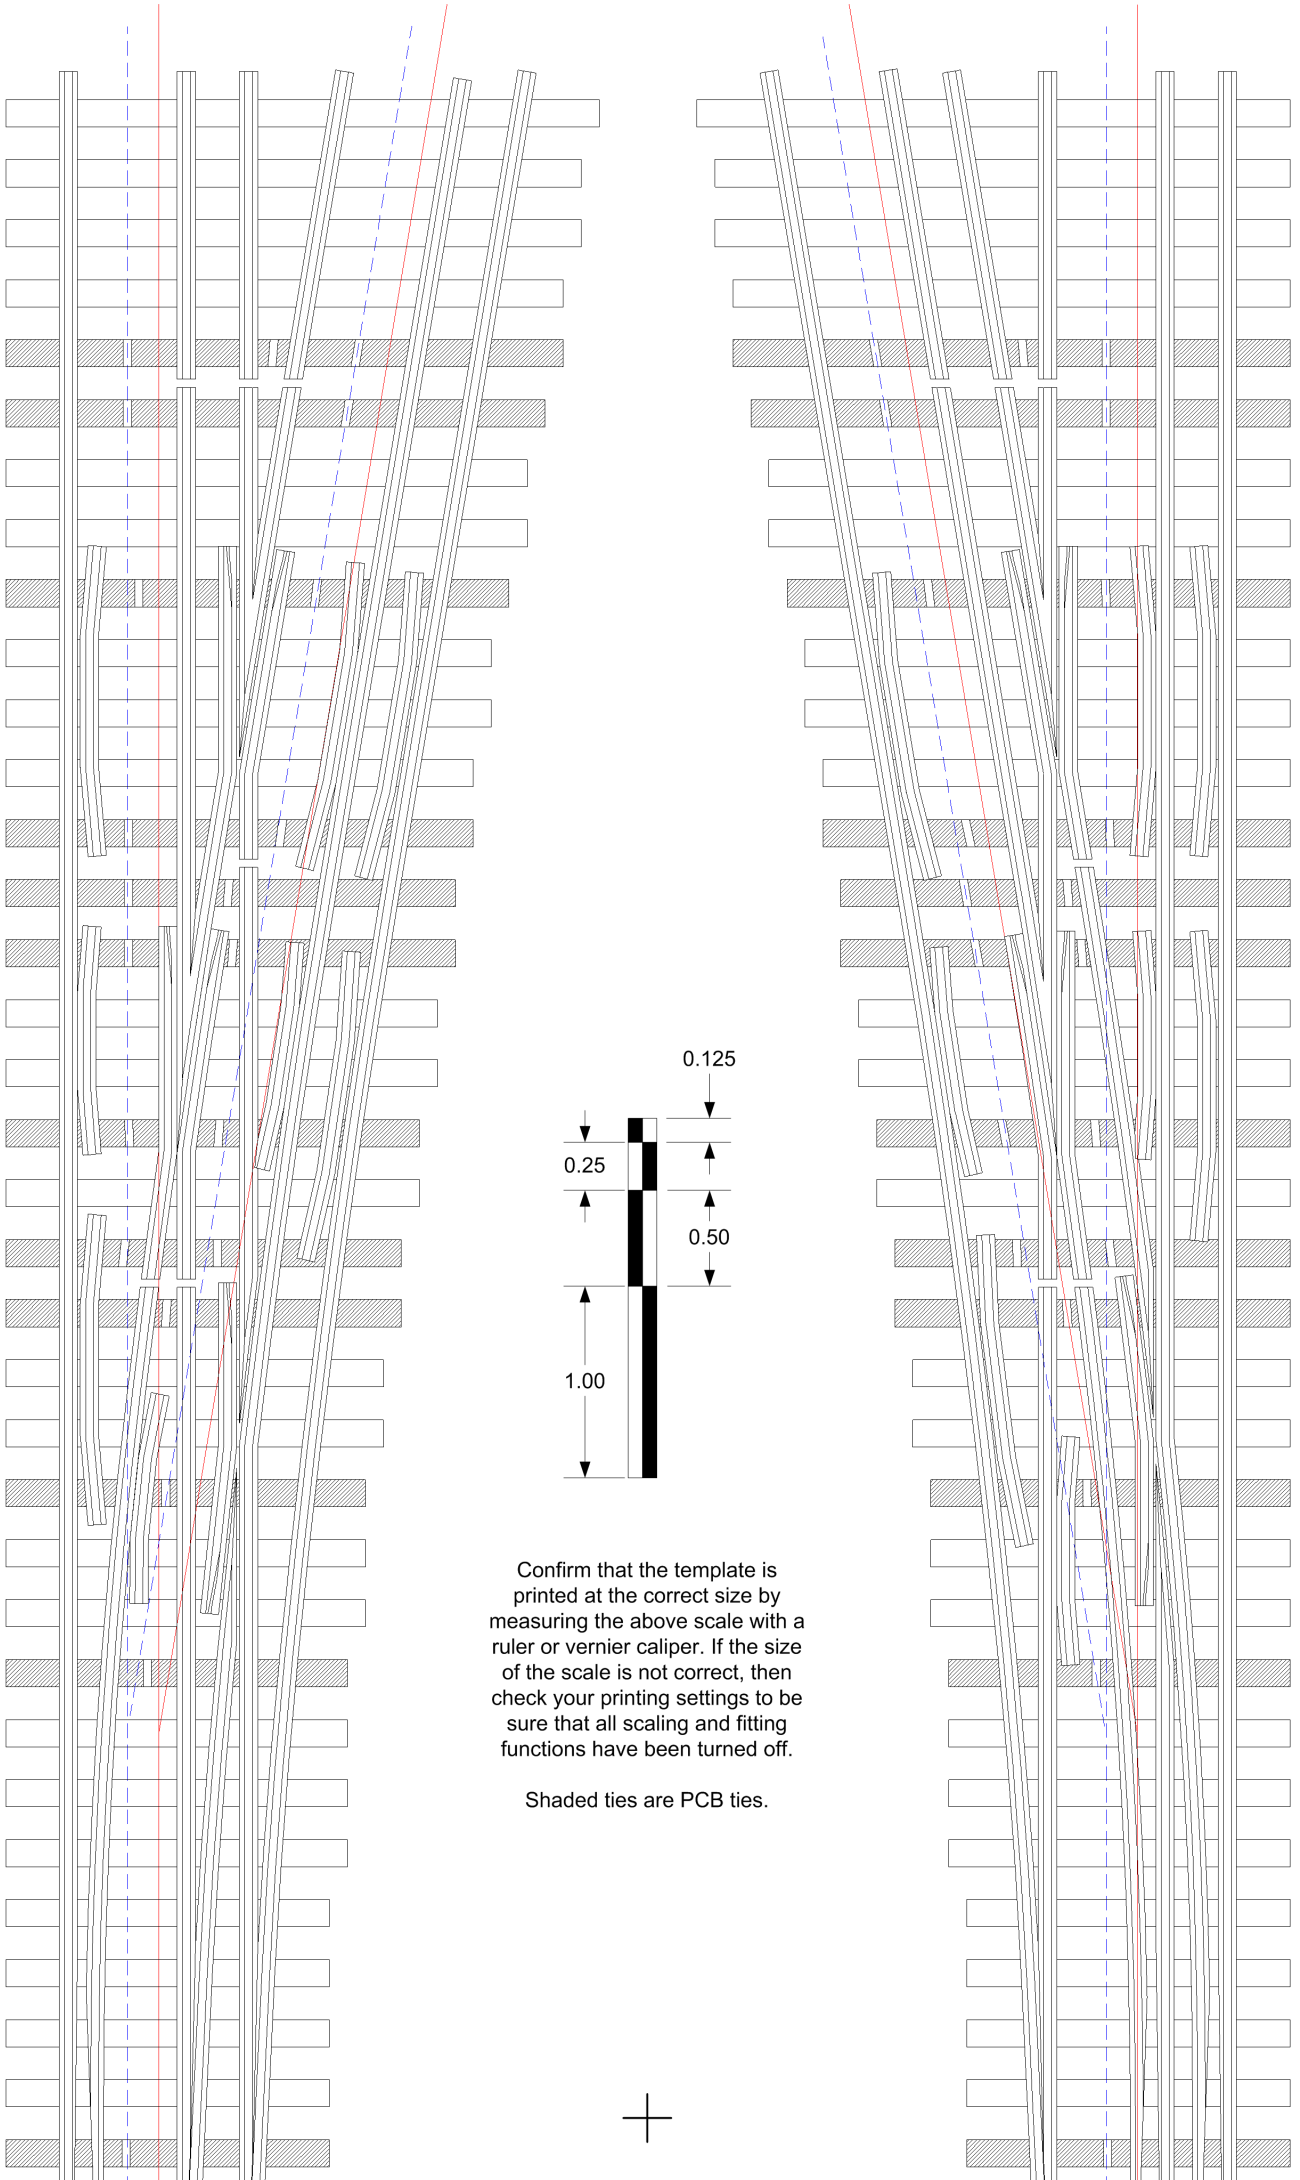 0.125
0.25
0.50
1.00
Confirm that the template is
printed at the correct size by
measuring the above scale with a
ruler or vernier caliper. If the size
of the scale is not correct, then
check your printing settings to be
sure that all scaling and fitting
functions have been turned off.
Shaded ties are PCB ties.